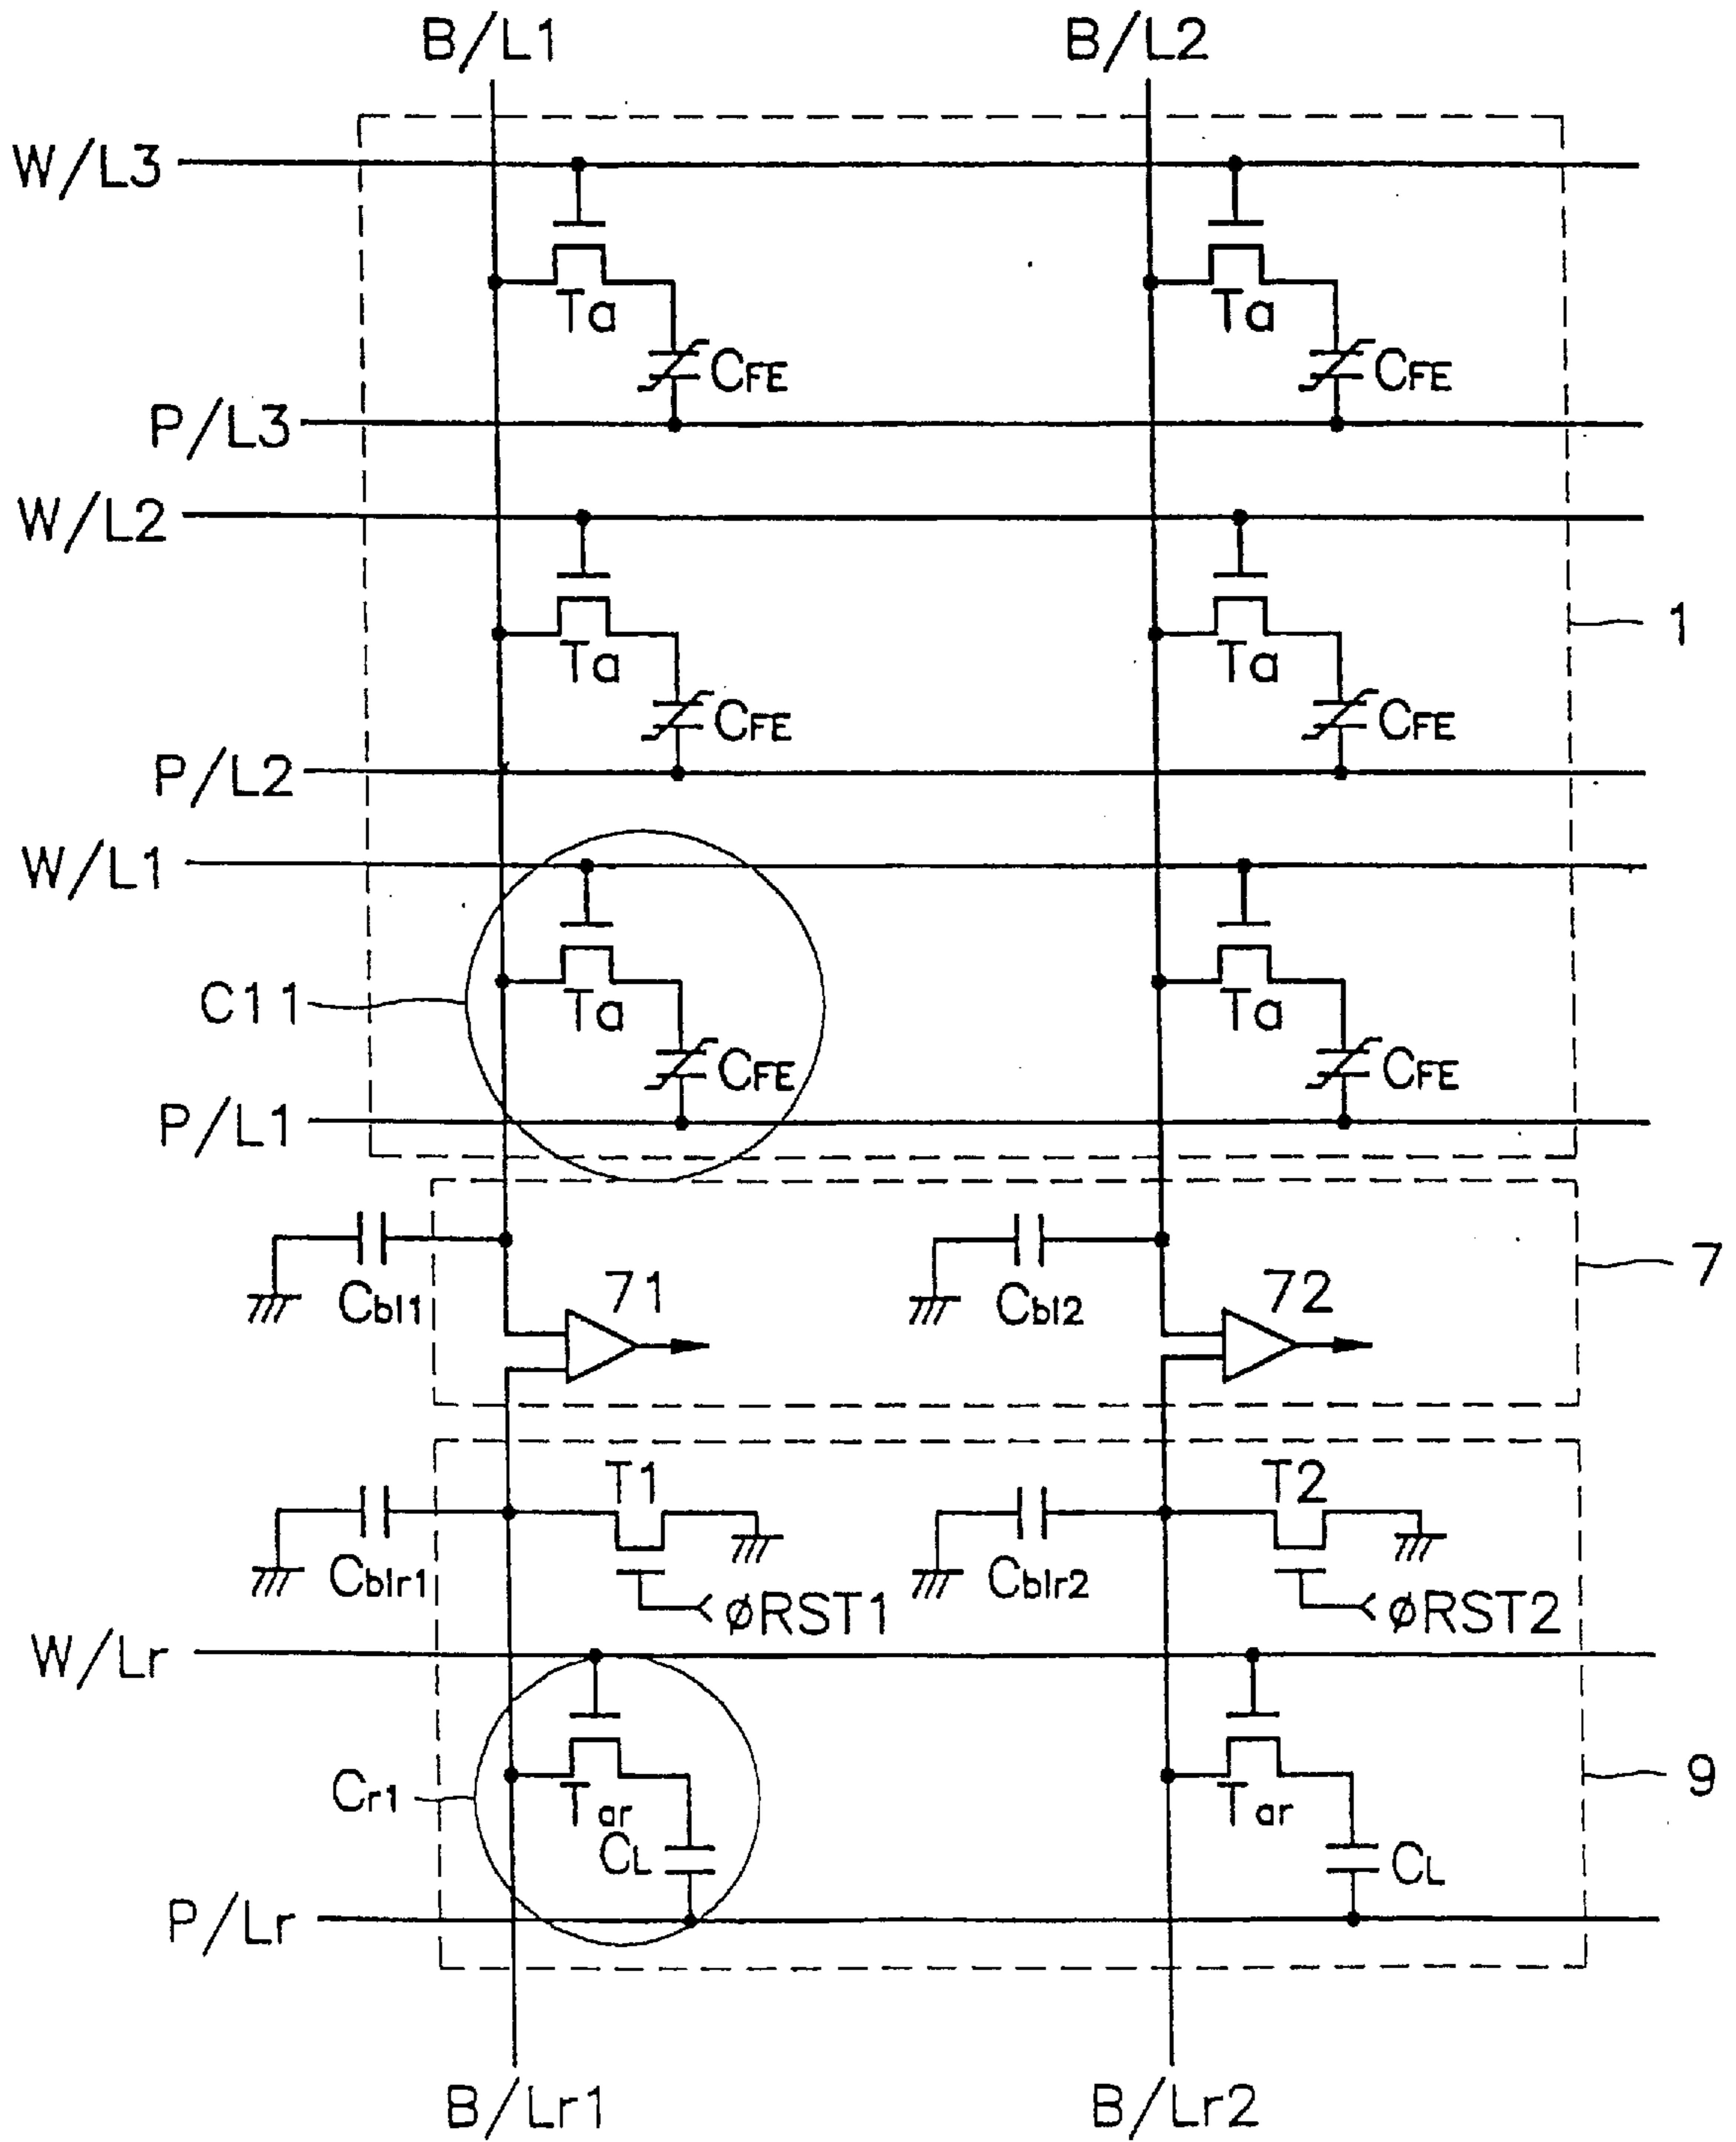 B/L1 B/L2
W/L3
Ta Ta
CFE CFE
P/L3
W/L2
1
Ta Ta
CFE CFE
P/L2
W/L1
C11 Ta Ta
CFE CFE
P/L1
7
Cbl1 71 Cbl2 72
T1 T2
Cblr1 Cblr2
øRST1 øRST2
W/Lr
9
Cr1 Tar Tar
CL CL
P/Lr
B/Lr1 B/Lr2